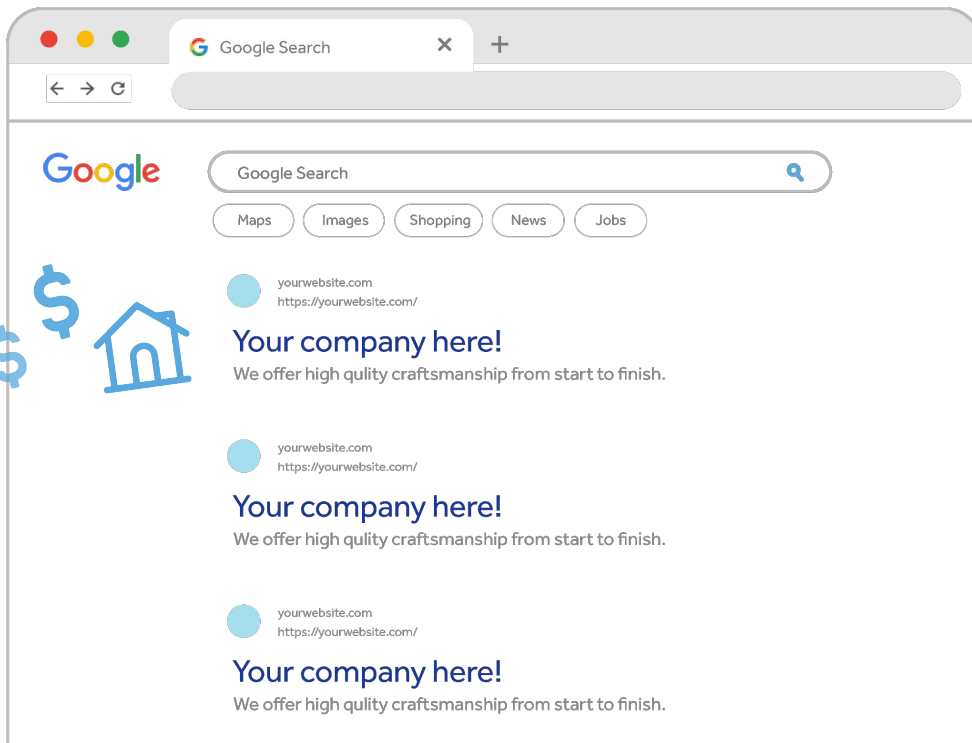 Google Search
Google
Google Search
Maps Images Shopping News Jobs
yourwebsite.com
https://yourwebsite.com/
Your company here!
We offer high qulity craftsmanship from start to finish.
yourwebsite.com
https://yourwebsite.com/
Your company here!
We offer high qulity craftsmanship from start to finish.
yourwebsite.com
https://yourwebsite.com/
Your company here!
We offer high qulity craftsmanship from start to finish.